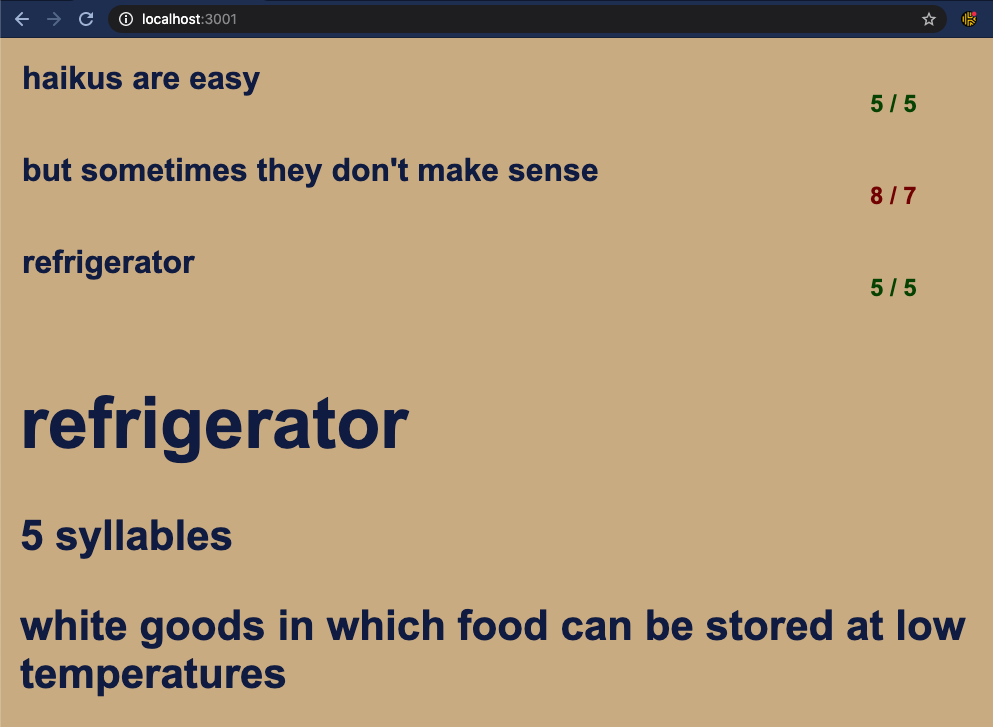 localhost:3001
haikus are easy
5 / 5
but sometimes they don't make sense
8 / 7
refrigerator
5 / 5
refrigerator
5 syllables
white goods in which food can be stored at low
temperatures